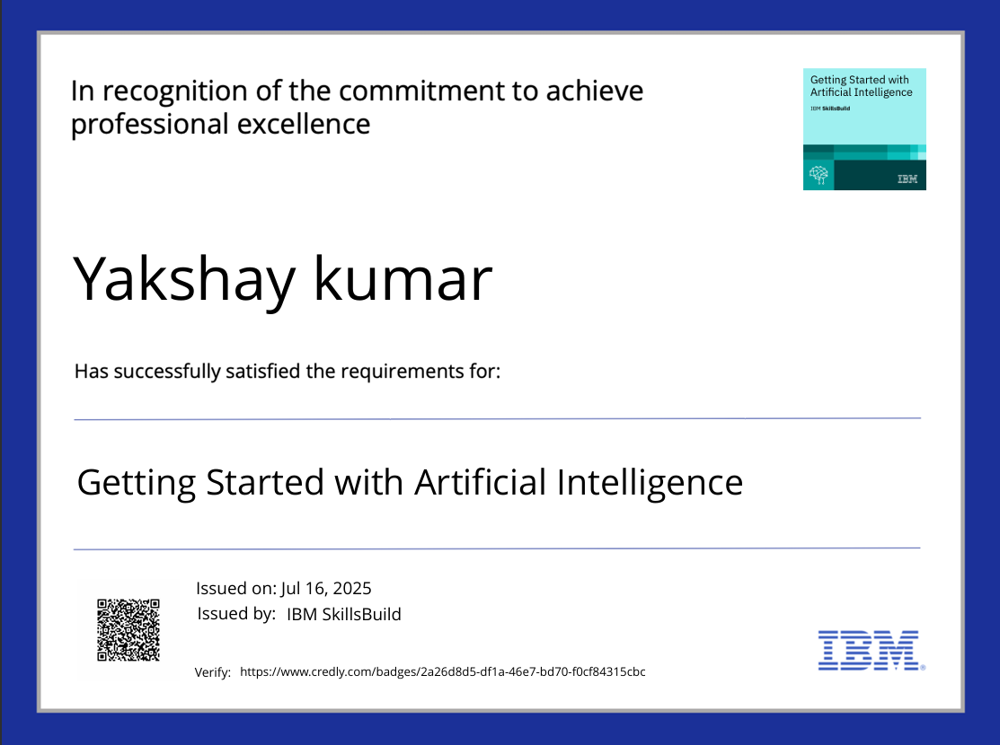 In recognition of the commitment to achieve
professional excellence
Getting Started with
Artificial Intelligence
IBM SkillsBuild
IBM
Yakshay kumar
Has successfully satisfied the requirements for:
Getting Started with Artificial Intelligence
Issued on: Jul 16, 2025
Issued by: IBM SkillsBuild
Verify: https://www.credly.com/badges/2a26d8d5-df1a-46e7-bd70-f0cf84315cbc
IBM®